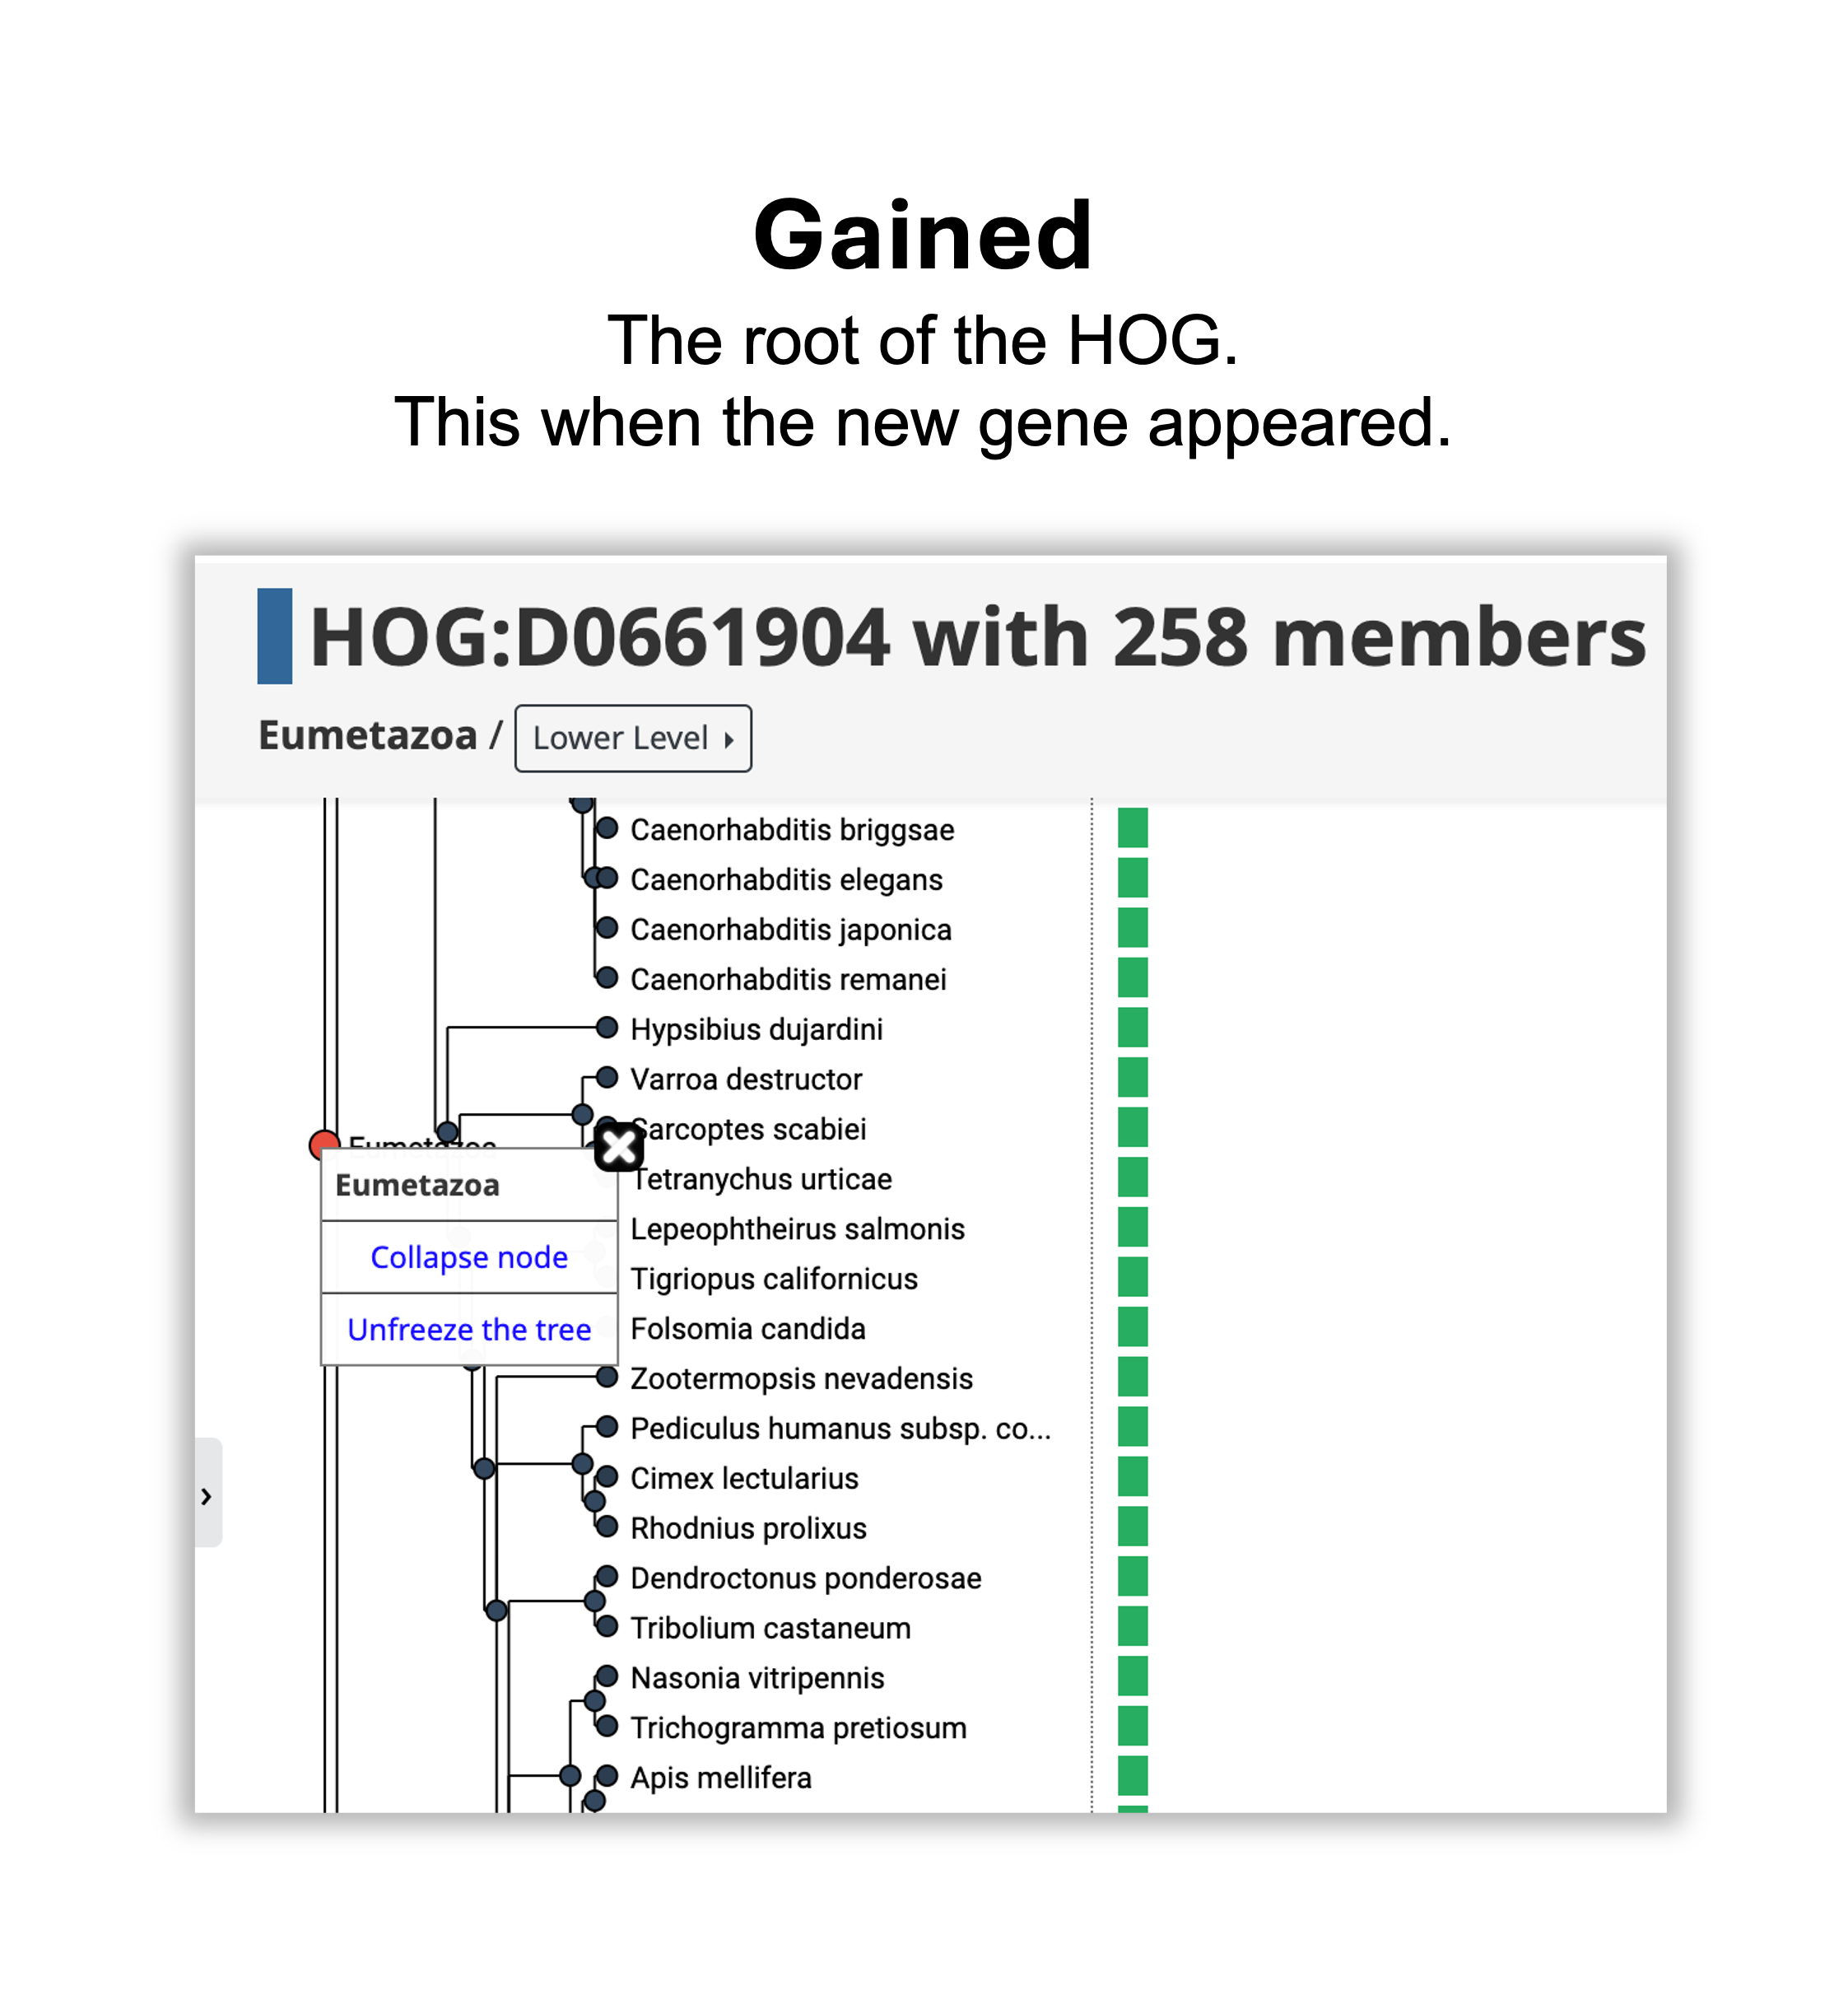 Gained
The root of the HOG.
This when the new gene appeared.
HOG:D0661904 with 258 members
Eumetazoa / Lower Level
Caenorhabditis briggsae
Caenorhabditis elegans
Caenorhabditis japonica
Caenorhabditis remanei
Hypsibius dujardini
Varroa destructor
Sarcoptes scabiei
Eumetazoa
Eumetazoa
Tetranychus urticae
Lepeophtheirus salmonis
Collapse node
Tigriopus californicus
Unfreeze the tree
Folsomia candida
Zootermopsis nevadensis
Pediculus humanus subsp. co...
Cimex lectularius
Rhodnius prolixus
Dendroctonus ponderosae
Tribolium castaneum
Nasonia vitripennis
Trichogramma pretiosum
Apis mellifera